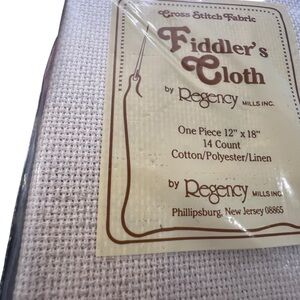 Cross Stitch Fabric
Fiddler's
Cloth
by Regency MILLS INC.
One Piece 12" x 18"
14 Count
Cotton/Polyester/Linen
by Regency MILLS INC.
Phillipsburg, New Jersey 08865